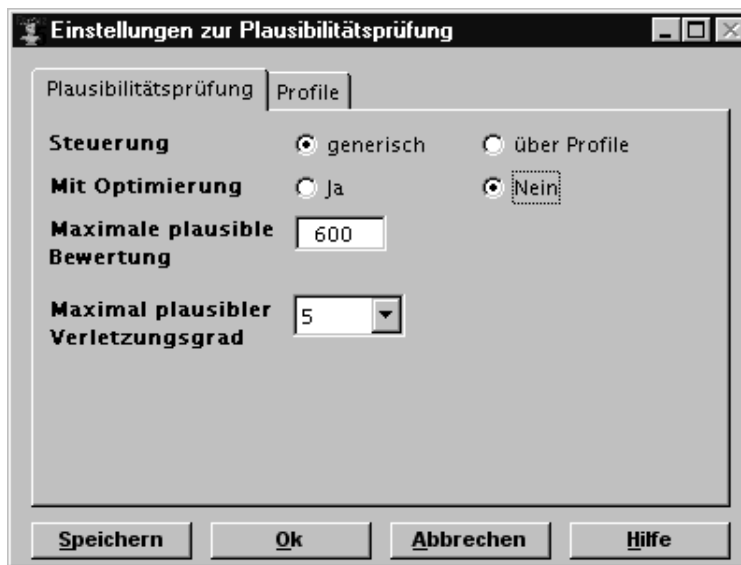 Einstellungen zur Plausibilitätsprüfung
Plausibilitätsprüfung Profile
Steuerung generisch über Profile
Mit Optimierung Ja Nein
Maximale plausible
Bewertung
600
Maximal plausibler
Verletzungsgrad
5
Speichern Ok Abbrechen Hilfe